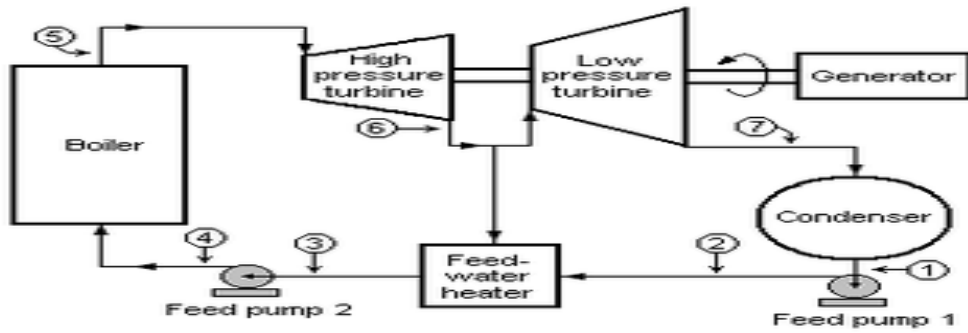 5
High
pressure
turbine
Low
pressure
turbine
Generator
6
7
Boiler
Condenser
4
3
2
1
Feed-
water
heater
Feed pump 2
Feed pump 1